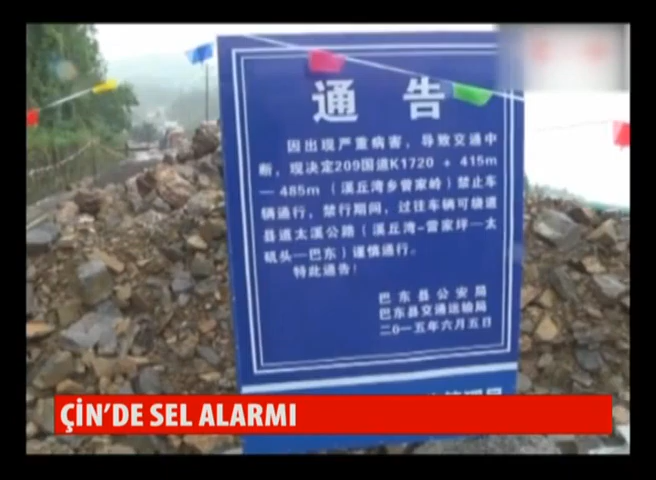 通 告
因出现严重病害，导致交通中
断，现决定209国道K1720 + 415m
—485m（溪丘湾乡曾家岭）禁止车
辆通行，禁行期间，过往车辆可绕道
县道太溪公路（溪丘湾-曾家坪—太
矶头—巴东）谨慎通行。
特此通告！
巴东县公安局
巴东县交通运输局
二0一五年六月五日
ÇİN'DE SEL ALARMI